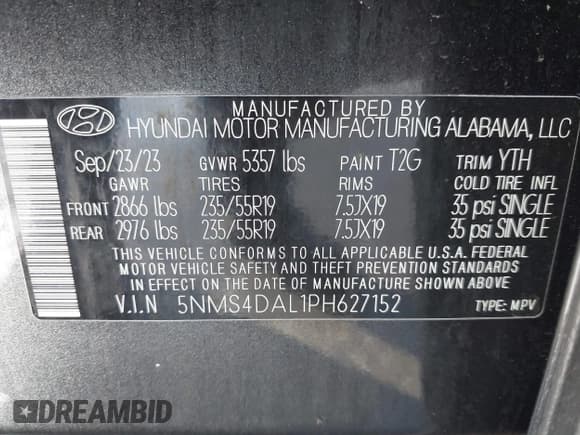 MANUFACTURED BY
HYUNDAI MOTOR MANUFACTURING ALABAMA, LLC
Sep/23/23 GVWR 5357 lbs PAINT T2G TRIM YTH
GAWR TIRES RIMS COLD TIRE INFL
FRONT 2866 lbs 235/55R19 7.5JX19 35 psi SINGLE
REAR 2976 lbs 235/55R19 7.5JX19 35 psi SINGLE
THIS VEHICLE CONFORMS TO ALL APPLICABLE U.S.A. FEDERAL
MOTOR VEHICLE SAFETY AND THEFT PREVENTION STANDARDS
IN EFFECT ON THE DATE OF MANUFACTURE SHOWN ABOVE
V.I.N 5NMS4DAL1PH627152 TYPE: MPV
DREAMBID